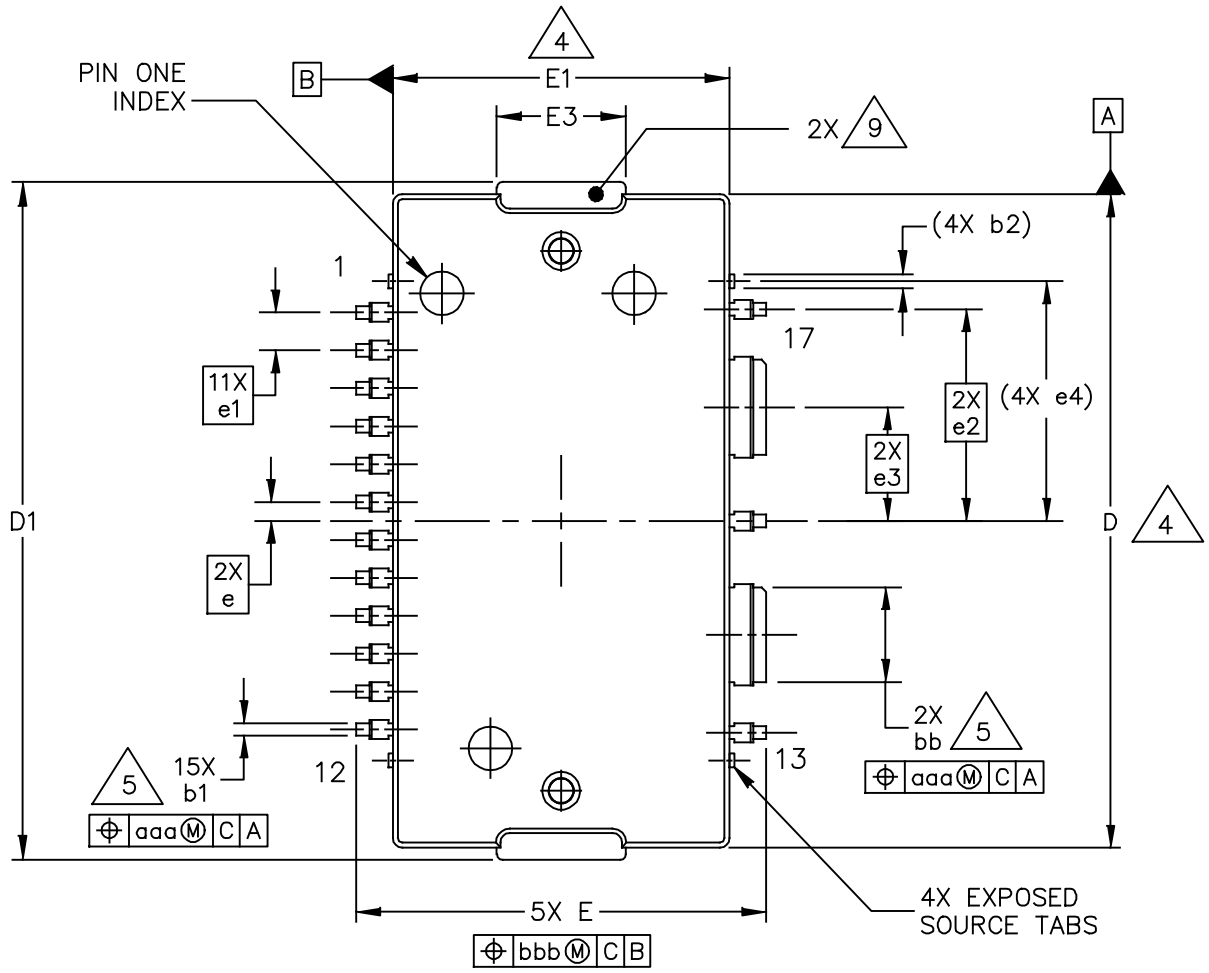 4
PIN ONE
INDEX
B
E1
E3
2X 9
A
(4X b2)
1
17
11X
e1
2X
e2
(4X e4)
2X
e3
D1
D
4
2X
e
2X
bb
5
5
15X
b1
12
13
⌖ aaa Ⓜ C A
⌖ aaa Ⓜ C A
5X E
⌖ bbb Ⓜ C B
4X EXPOSED
SOURCE TABS